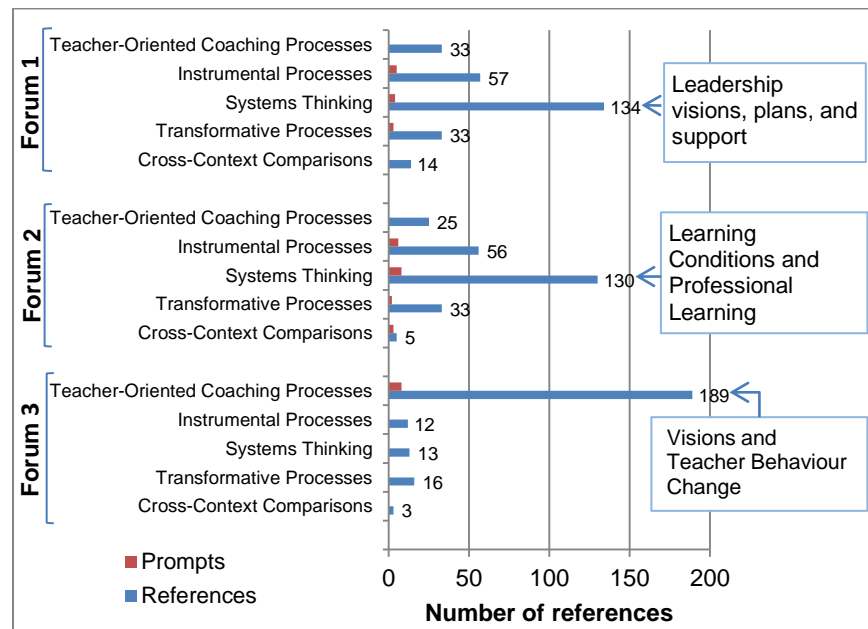 Forum 1
Teacher-Oriented Coaching Processes 33
Instrumental Processes 57
Systems Thinking 134
Transformative Processes 33
Cross-Context Comparisons 14
Leadership
visions, plans, and
support
Forum 2
Teacher-Oriented Coaching Processes 25
Instrumental Processes 56
Systems Thinking 130
Transformative Processes 33
Cross-Context Comparisons 5
Learning
Conditions and
Professional
Learning
Forum 3
Teacher-Oriented Coaching Processes 189
Instrumental Processes 12
Systems Thinking 13
Transformative Processes 16
Cross-Context Comparisons 3
Visions and
Teacher Behaviour
Change
Prompts
References
0 50 100 150 200
Number of references